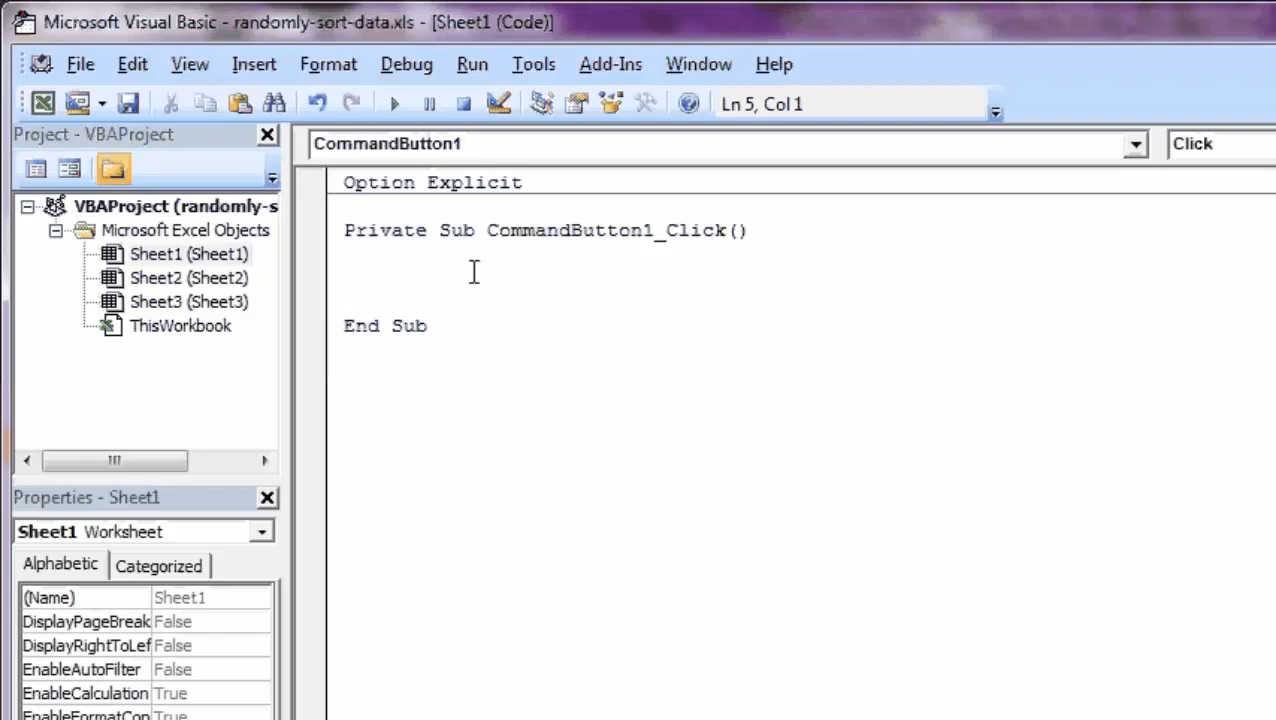 Microsoft Visual Basic - randomly-sort-data.xls - [Sheet1 (Code)]
File Edit View Insert Format Debug Run Tools Add-Ins Window Help
Ln 5, Col 1
Project - VBAProject
CommandButton1 Click
VBAProject (randomly-s
Microsoft Excel Objects
Sheet1 (Sheet1)
Sheet2 (Sheet2)
Sheet3 (Sheet3)
ThisWorkbook
Option Explicit
Private Sub CommandButton1_Click()
End Sub
Properties - Sheet1
Sheet1 Worksheet
Alphabetic Categorized
(Name) Sheet1
DisplayPageBreak False
DisplayRightToLef False
EnableAutoFilter False
EnableCalculation True
EnableFormatCon True